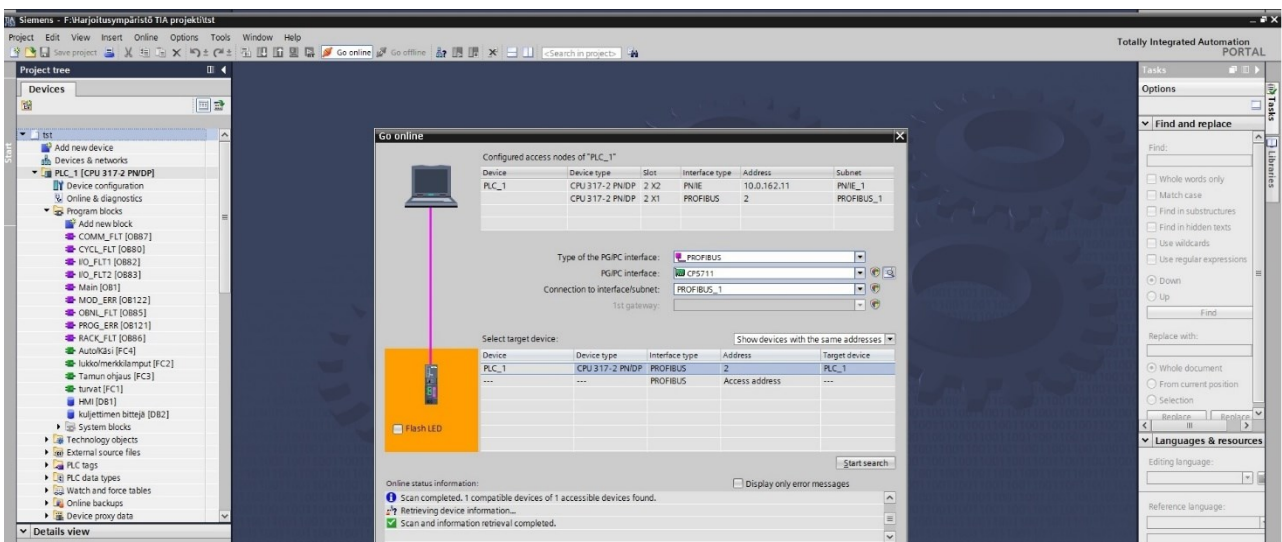 Siemens - F:\Harjoitusympäristö TIA projekti\tst
Project Edit View Insert Online Options Tools Window Help
Save project Go online Go offline <Search in project>
Totally Integrated Automation
PORTAL
Project tree
Devices
Start
tst
Add new device
Devices & networks
PLC_1 [CPU 317-2 PN/DP]
Device configuration
Online & diagnostics
Program blocks
Add new block
COMM_FLT [OB87]
CYCL_FLT [OB80]
I/O_FLT1 [OB82]
I/O_FLT2 [OB83]
Main [OB1]
MOD_ERR [OB122]
OBNL_FLT [OB85]
PROG_ERR [OB121]
RACK_FLT [OB86]
Auto/Käsi [FC4]
lukko/merkkilamput [FC2]
Tamun ohjaus [FC3]
turvat [FC1]
HMI [DB1]
kuljettimen bittejä [DB2]
System blocks
Technology objects
External source files
PLC tags
PLC data types
Watch and force tables
Online backups
Device proxy data
Details view
Go online
Configured access nodes of "PLC_1"
Device Device type Slot Interface type Address Subnet
PLC_1 CPU 317-2 PN/DP 2 X2 PN/IE 10.0.162.11 PN/IE_1
CPU 317-2 PN/DP 2 X1 PROFIBUS 2 PROFIBUS_1
Type of the PG/PC interface: PROFIBUS
PG/PC interface: CP5711
Connection to interface/subnet: PROFIBUS_1
1st gateway:
Select target device: Show devices with the same addresses
Device Device type Interface type Address Target device
PLC_1 CPU 317-2 PN/DP PROFIBUS 2 PLC_1
--- --- PROFIBUS Access address ---
Flash LED
Start search
Online status information: Display only error messages
Scan completed. 1 compatible devices of 1 accessible devices found.
Retrieving device information...
Scan and information retrieval completed.
Tasks
Options
Find and replace
Find:
Whole words only
Match case
Find in substructures
Find in hidden texts
Use wildcards
Use regular expressions
Down
Up
Find
Replace with:
Whole document
From current position
Selection
Replace Replace
Languages & resources
Editing language:
Reference language:
Tasks
Libraries